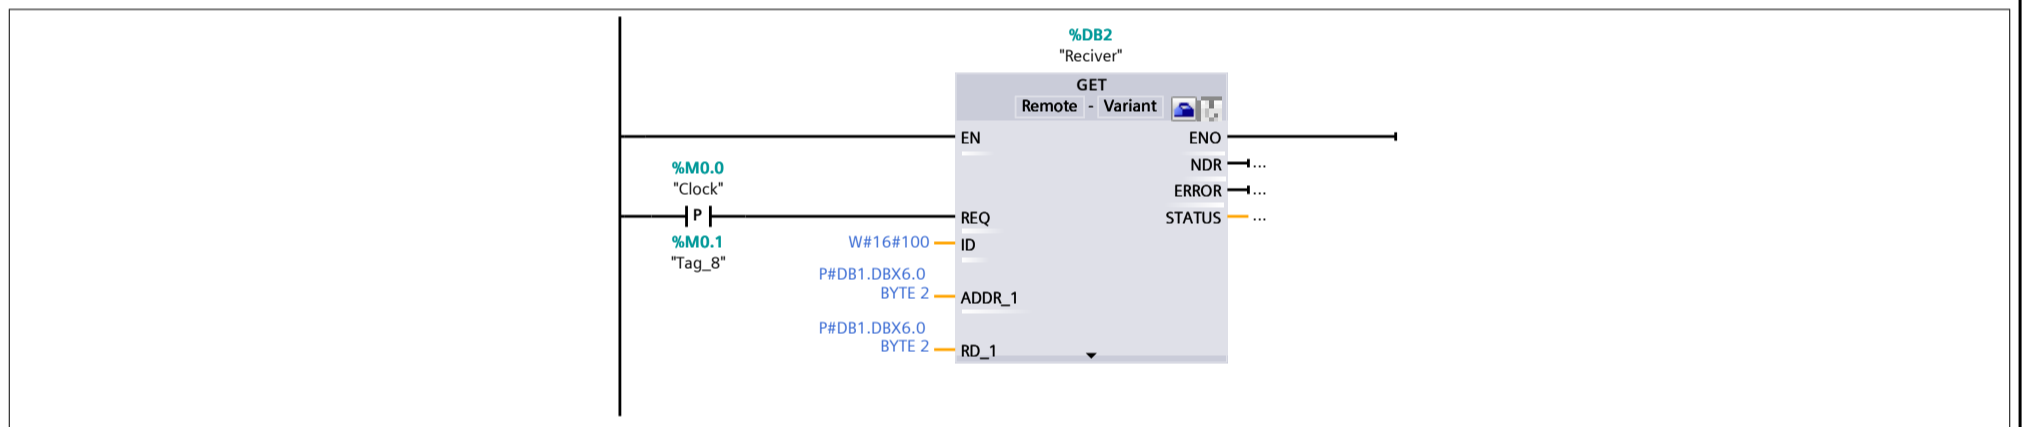 %DB2
"Reciver"
GET
Remote - Variant
EN ENO
NDR ...
ERROR ...
%M0.0
"Clock"
P
REQ STATUS ...
%M0.1
"Tag_8"
W#16#100 ID
P#DB1.DBX6.0
BYTE 2 ADDR_1
P#DB1.DBX6.0
BYTE 2 RD_1